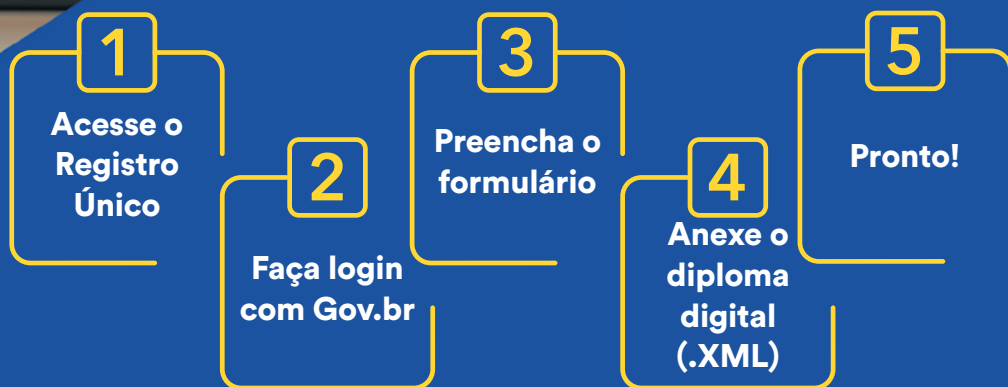 1
Acesse o
Registro
Único
2
Faça login
com Gov.br
3
Preencha o
formulário
4
Anexe o
diploma
digital
(.XML)
5
Pronto!